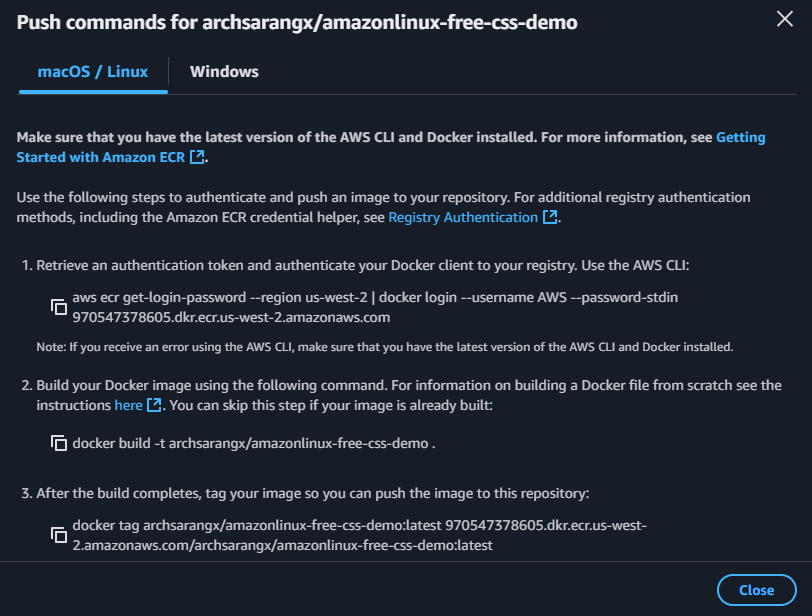 Push commands for archsarangx/amazonlinux-free-css-demo
macOS / Linux
Windows
Make sure that you have the latest version of the AWS CLI and Docker installed. For more information, see Getting
Started with Amazon ECR.
Use the following steps to authenticate and push an image to your repository. For additional registry authentication
methods, including the Amazon ECR credential helper, see Registry Authentication.
1. Retrieve an authentication token and authenticate your Docker client to your registry. Use the AWS CLI:
aws ecr get-login-password --region us-west-2 | docker login --username AWS --password-stdin
970547378605.dkr.ecr.us-west-2.amazonaws.com
Note: If you receive an error using the AWS CLI, make sure that you have the latest version of the AWS CLI and Docker installed.
2. Build your Docker image using the following command. For information on building a Docker file from scratch see the
instructions here. You can skip this step if your image is already built:
docker build -t archsarangx/amazonlinux-free-css-demo .
3. After the build completes, tag your image so you can push the image to this repository:
docker tag archsarangx/amazonlinux-free-css-demo:latest 970547378605.dkr.ecr.us-west-
2.amazonaws.com/archsarangx/amazonlinux-free-css-demo:latest
Close